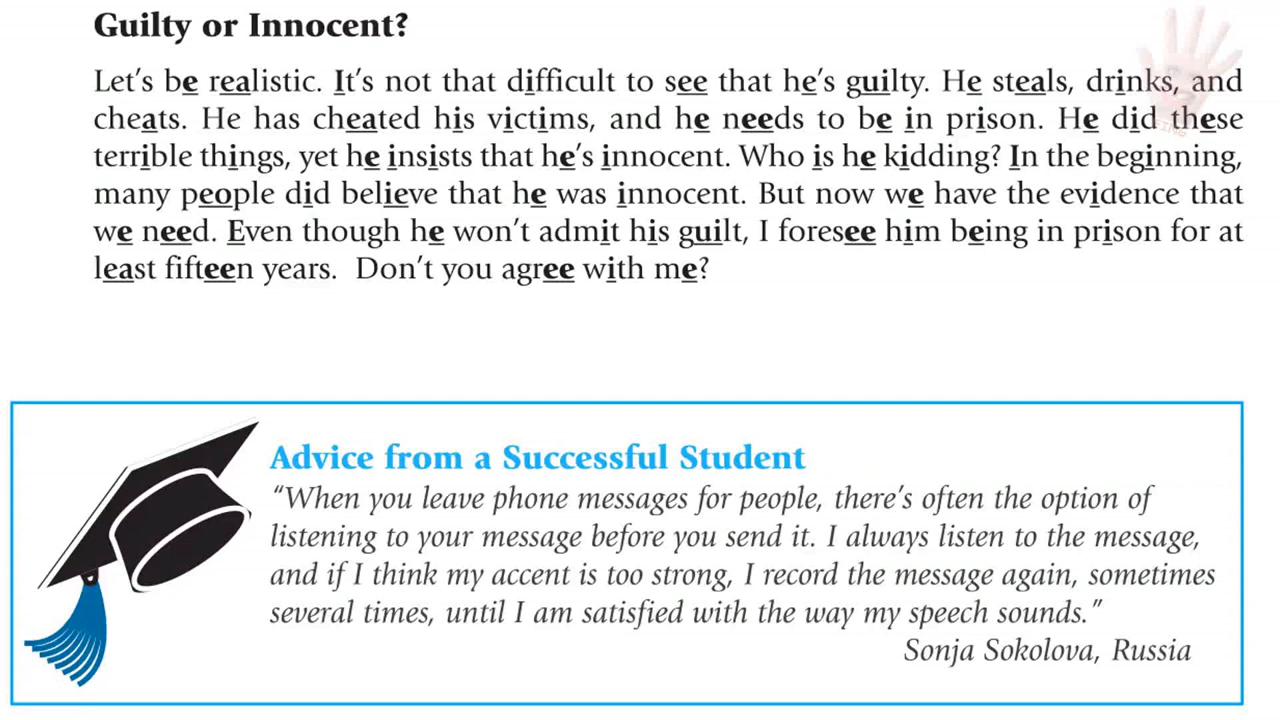 Guilty or Innocent?
Let's be realistic. It's not that difficult to see that he's guilty. He steals, drinks, and
cheats. He has cheated his victims, and he needs to be in prison. He did these
terrible things, yet he insists that he's innocent. Who is he kidding? In the beginning,
many people did believe that he was innocent. But now we have the evidence that
we need. Even though he won't admit his guilt, I foresee him being in prison for at
least fifteen years. Don't you agree with me?
Advice from a Successful Student
“When you leave phone messages for people, there's often the option of
listening to your message before you send it. I always listen to the message,
and if I think my accent is too strong, I record the message again, sometimes
several times, until I am satisfied with the way my speech sounds.”
Sonja Sokolova, Russia